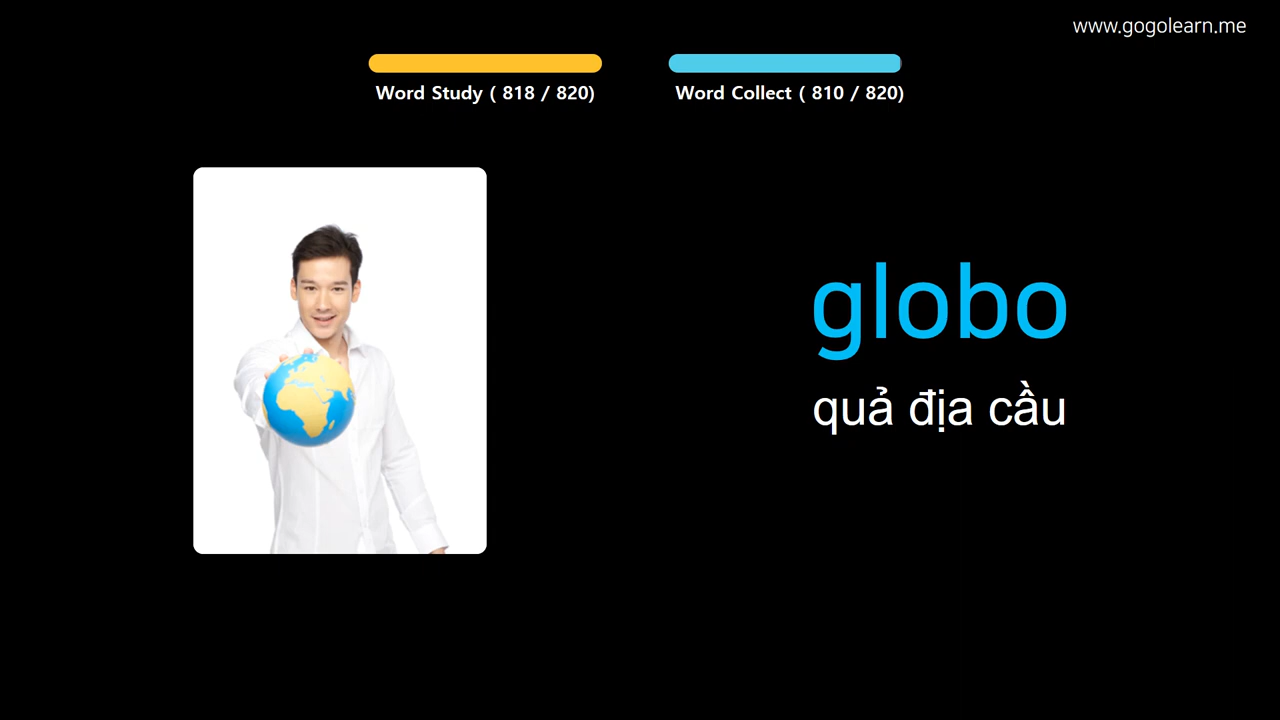 www.gogolearn.me
Word Study ( 818 / 820)
Word Collect ( 810 / 820)
globo
quả địa cầu